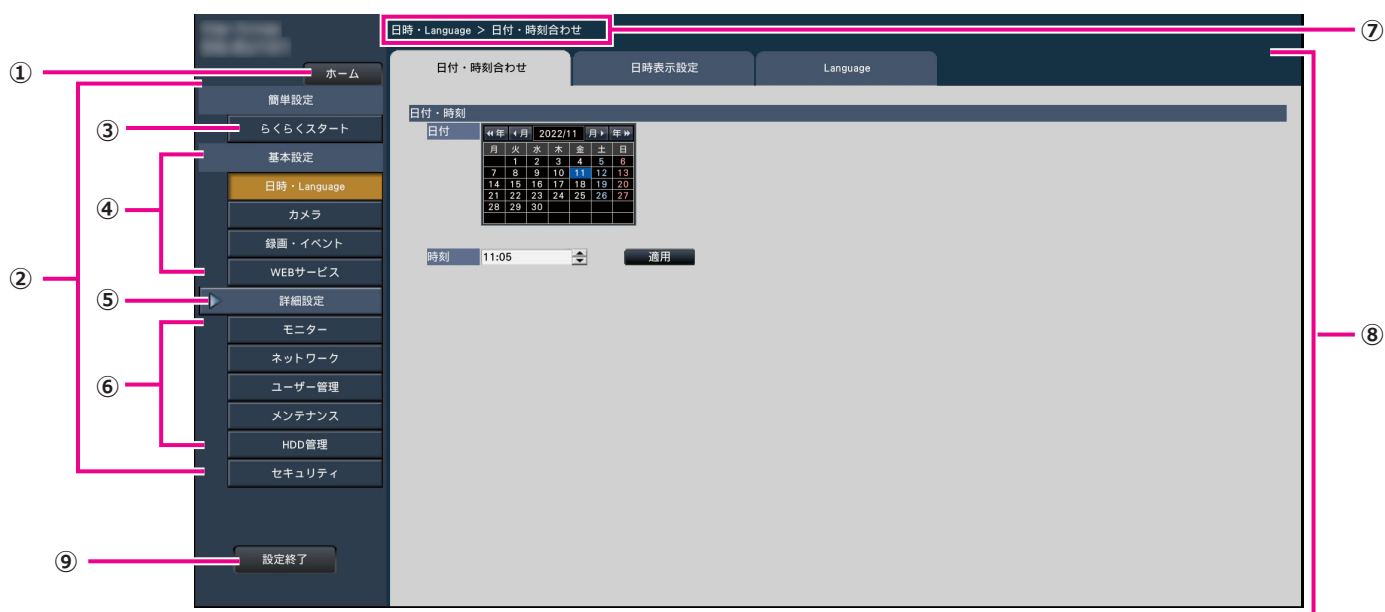 日時・Language > 日付・時刻合わせ
⑦
①
ホーム
日付・時刻合わせ 日時表示設定 Language
②
簡単設定
③
らくらくスタート
基本設定
④
日時・Language
カメラ
録画・イベント
WEBサービス
⑤
詳細設定
⑥
モニター
ネットワーク
ユーザー管理
メンテナンス
HDD管理
セキュリティ
⑨
設定終了
日付・時刻
日付
年 月 2022/11 月 年
月 火 水 木 金 土 日
1 2 3 4 5 6
7 8 9 10 11 12 13
14 15 16 17 18 19 20
21 22 23 24 25 26 27
28 29 30
時刻 11:05 適用
⑧